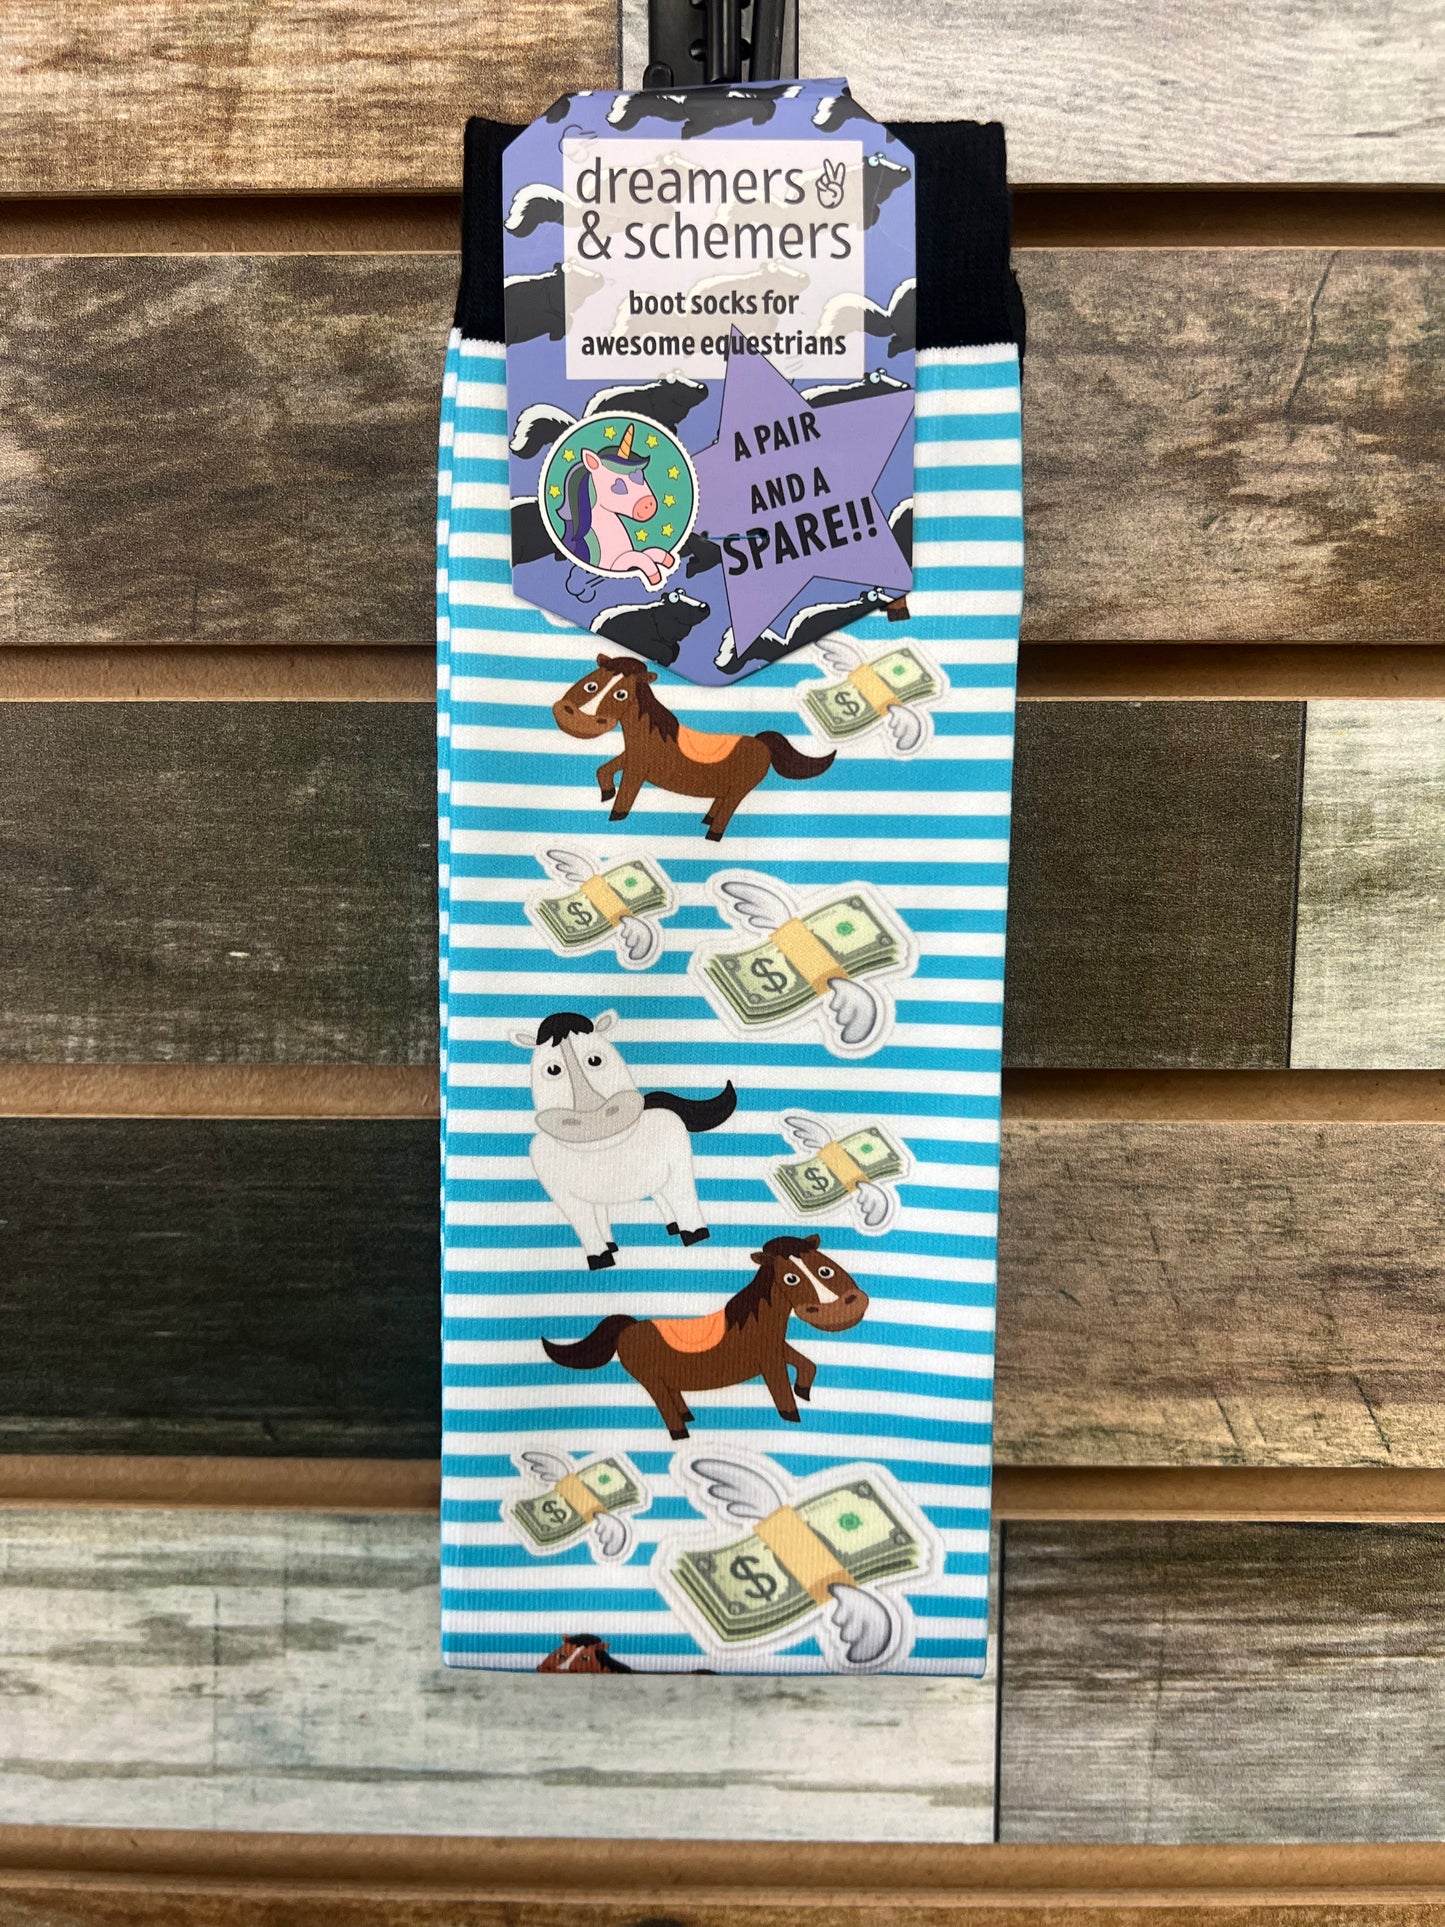 dreamers
& schemers
boot socks for
awesome equestrians
A PAIR
AND A
SPARE!!
$
$
$
$
$
$